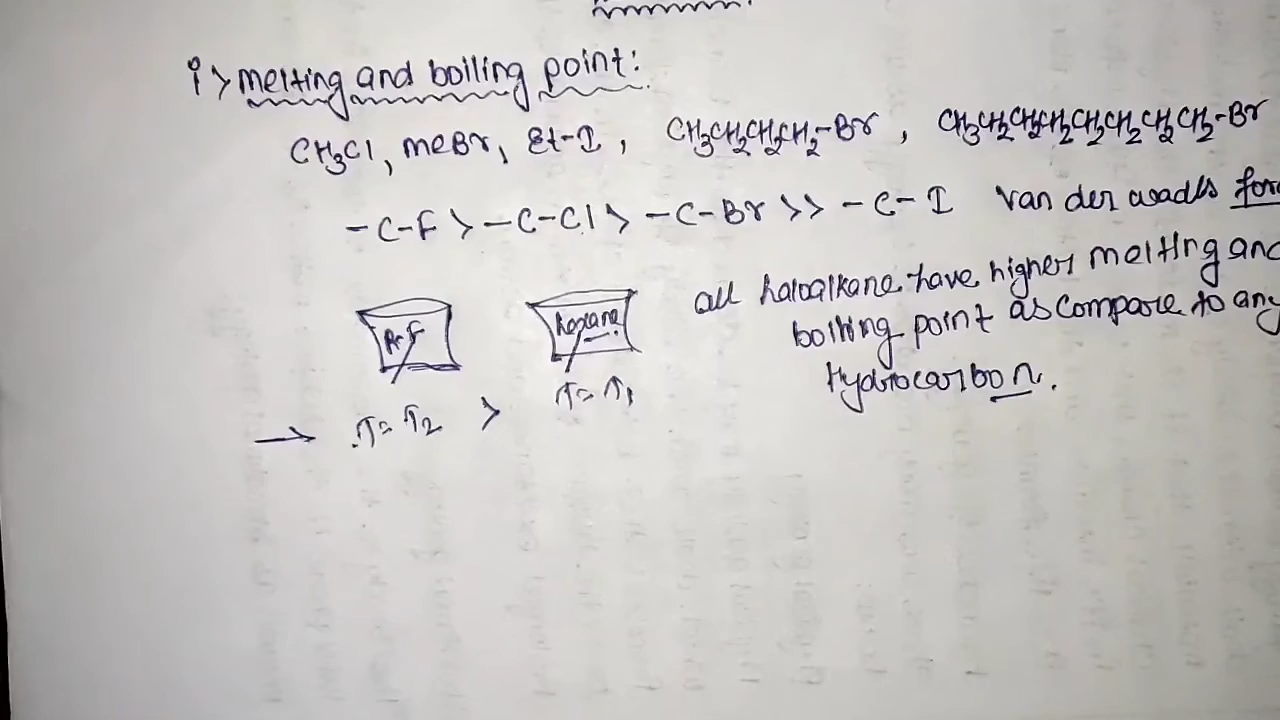 i > melting and boiling point:
CH3Cl, meBr, Et-I, CH3CH2CH2CH2-Br, CH3CH2CH2CH2CH2CH2CH2CH2-Br
-C-F > -C-Cl > -C-Br >> -C-I van der waals
all haloalkane have higher melting and
boiling point as compare to any
Hydrocarbon.